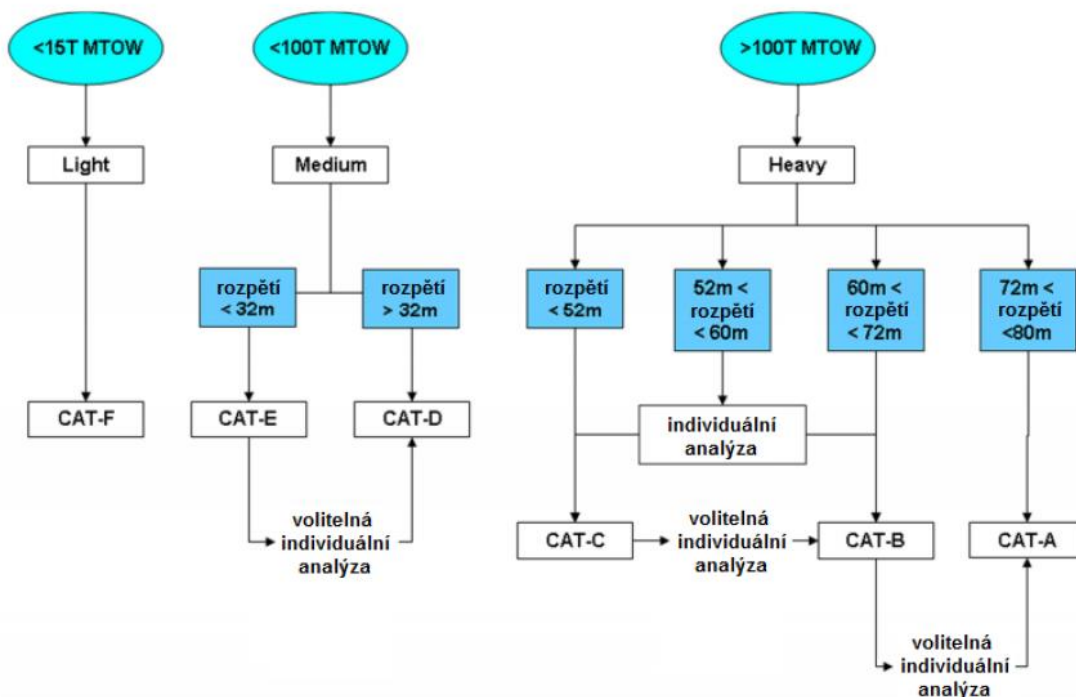 <15T MTOW
<100T MTOW
>100T MTOW
Light
Medium
Heavy
rozpětí
< 32m
rozpětí
> 32m
rozpětí
< 52m
52m <
rozpětí
< 60m
60m <
rozpětí
< 72m
72m <
rozpětí
<80m
CAT-F
CAT-E
CAT-D
individuální
analýza
volitelná
individuální
analýza
CAT-C
volitelná
individuální
analýza
CAT-B
CAT-A
volitelná
individuální
analýza